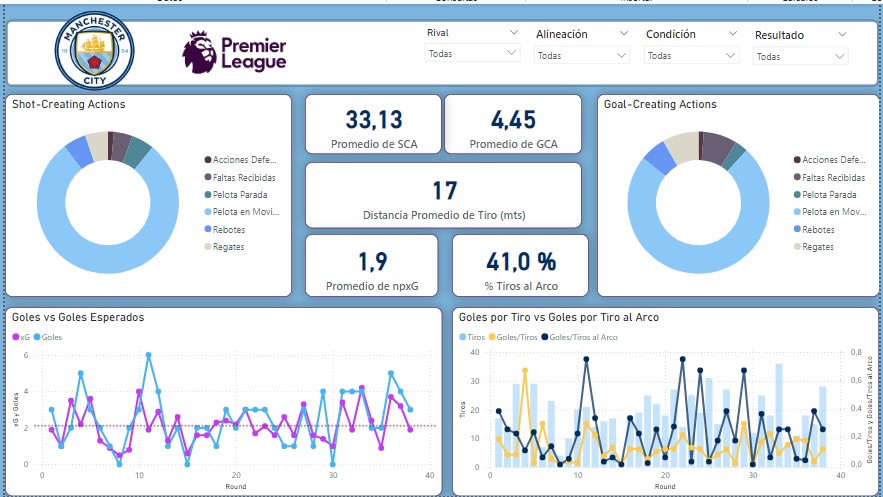 MANCHESTER
18 94
CITY
Premier
League
Rival
Todas
Alineación
Todas
Condición
Todas
Resultado
Todas
Shot-Creating Actions
Acciones Defe...
Faltas Recibidas
Pelota Parada
Pelota en Movi...
Rebotes
Regates
33,13
Promedio de SCA
4,45
Promedio de GCA
17
Distancia Promedio de Tiro (mts)
1,9
Promedio de npxG
41,0 %
% Tiros al Arco
Goal-Creating Actions
Acciones Defe...
Faltas Recibidas
Pelota Parada
Pelota en Mov...
Rebotes
Regates
Goles vs Goles Esperados
xG Goles
xG y Goles
6
4
2
0
0 10 20 30 40
Round
Goles por Tiro vs Goles por Tiro al Arco
Tiros Goles/Tiros Goles/Tiros al Arco
Tiros
40
30
20
10
0
0,8
0,6
0,4
0,2
0,0
Goles/Tiros y Goles/Tiros al Arco
0 10 20 30 40
Round